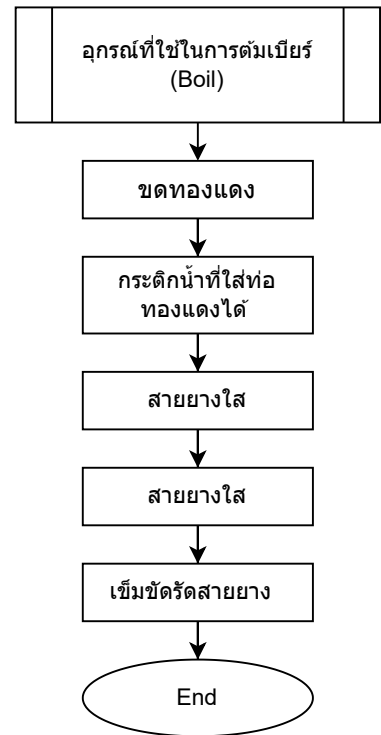 อุกรณ์ที่ใช้ในการต้มเบียร์
(Boil)
ขดทองแดง
กระติกน้ำที่ใส่ท่อ
ทองแดงได้
สายยางใส
สายยางใส
เข็มขัดรัดสายยาง
End